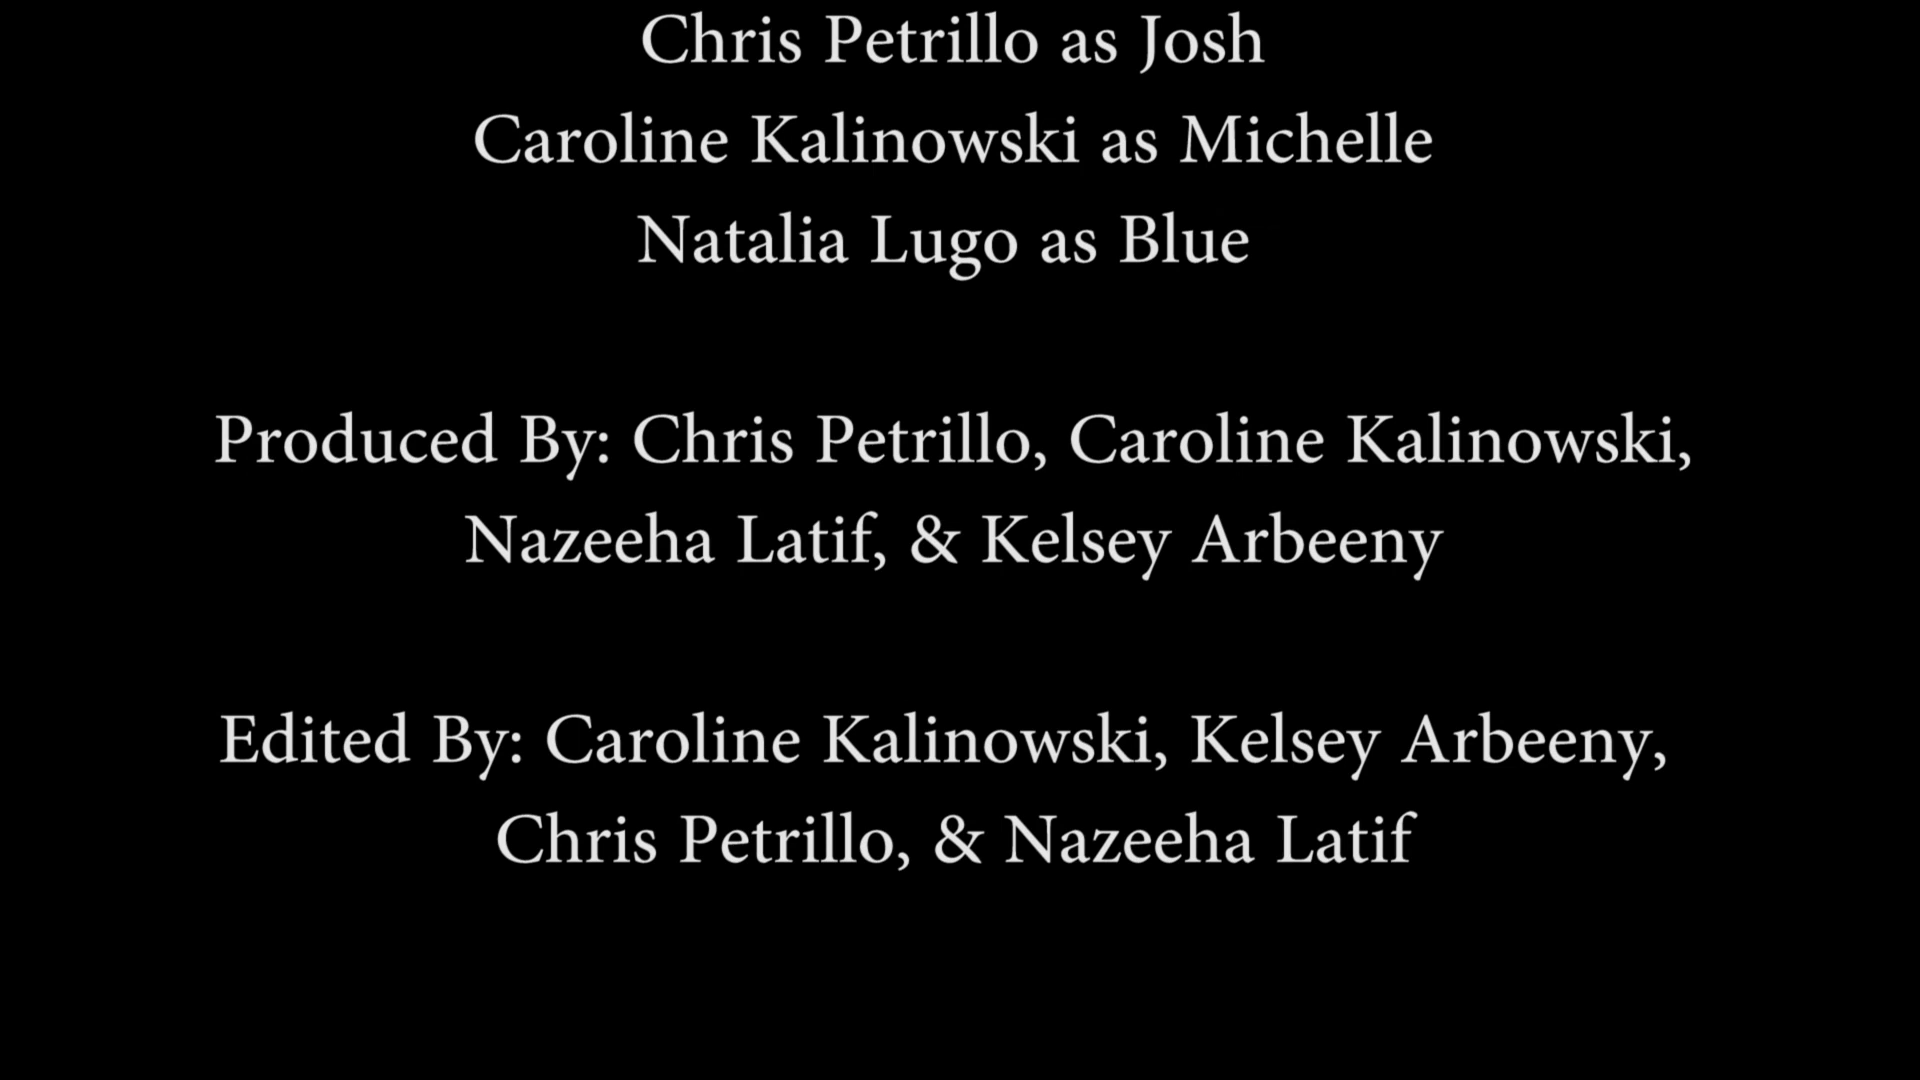 Chris Petrillo as Josh
Caroline Kalinowski as Michelle
Natalia Lugo as Blue
Produced By: Chris Petrillo, Caroline Kalinowski,
Nazeeha Latif, & Kelsey Arbeeny
Edited By: Caroline Kalinowski, Kelsey Arbeeny,
Chris Petrillo, & Nazeeha Latif